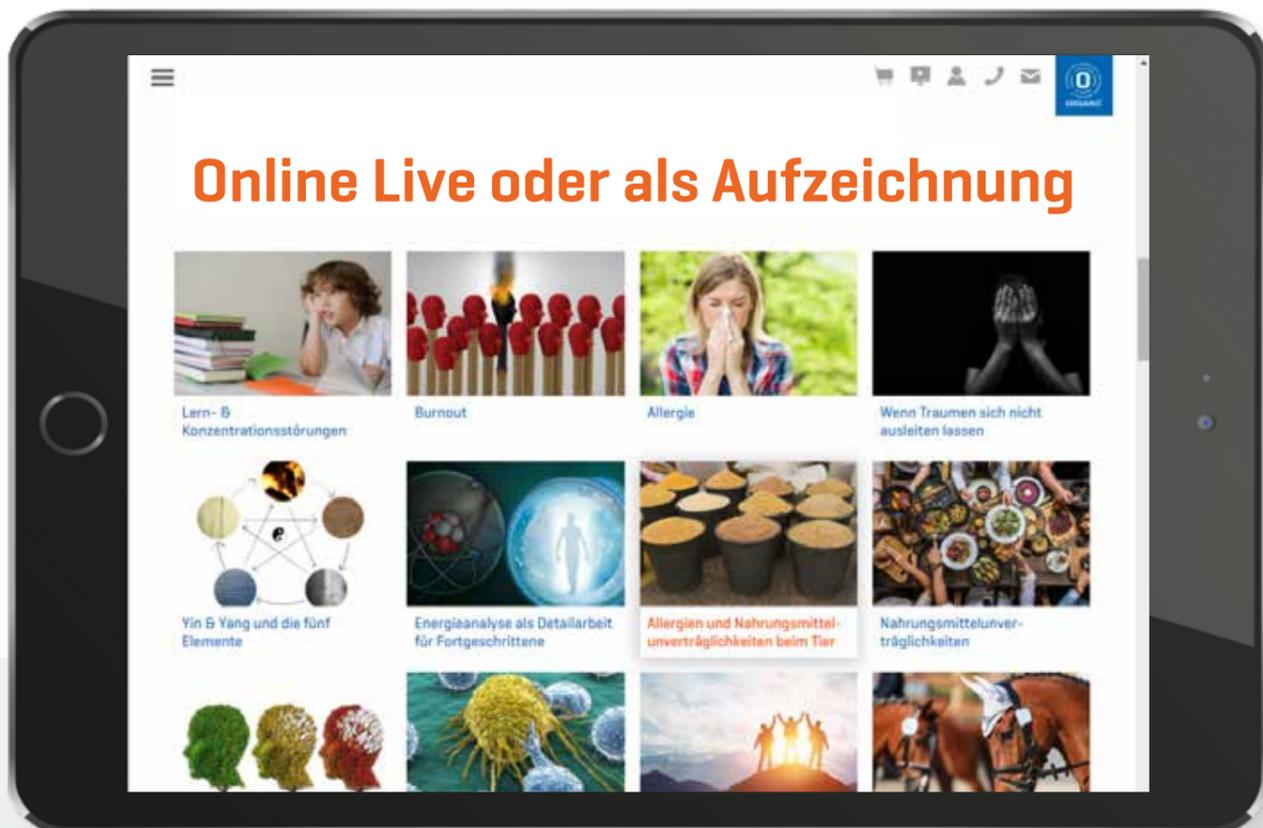 Online Live oder als Aufzeichnung
Lern- &
Konzentrationsstörungen
Burnout
Allergie
Wenn Traumen sich nicht
ausleiten lassen
Yin & Yang und die fünf
Elemente
Energieanalyse als Detailarbeit
für Fortgeschrittene
Allergien und Nahrungsmittel-
unverträglichkeiten beim Tier
Nahrungsmittelunver-
träglichkeiten